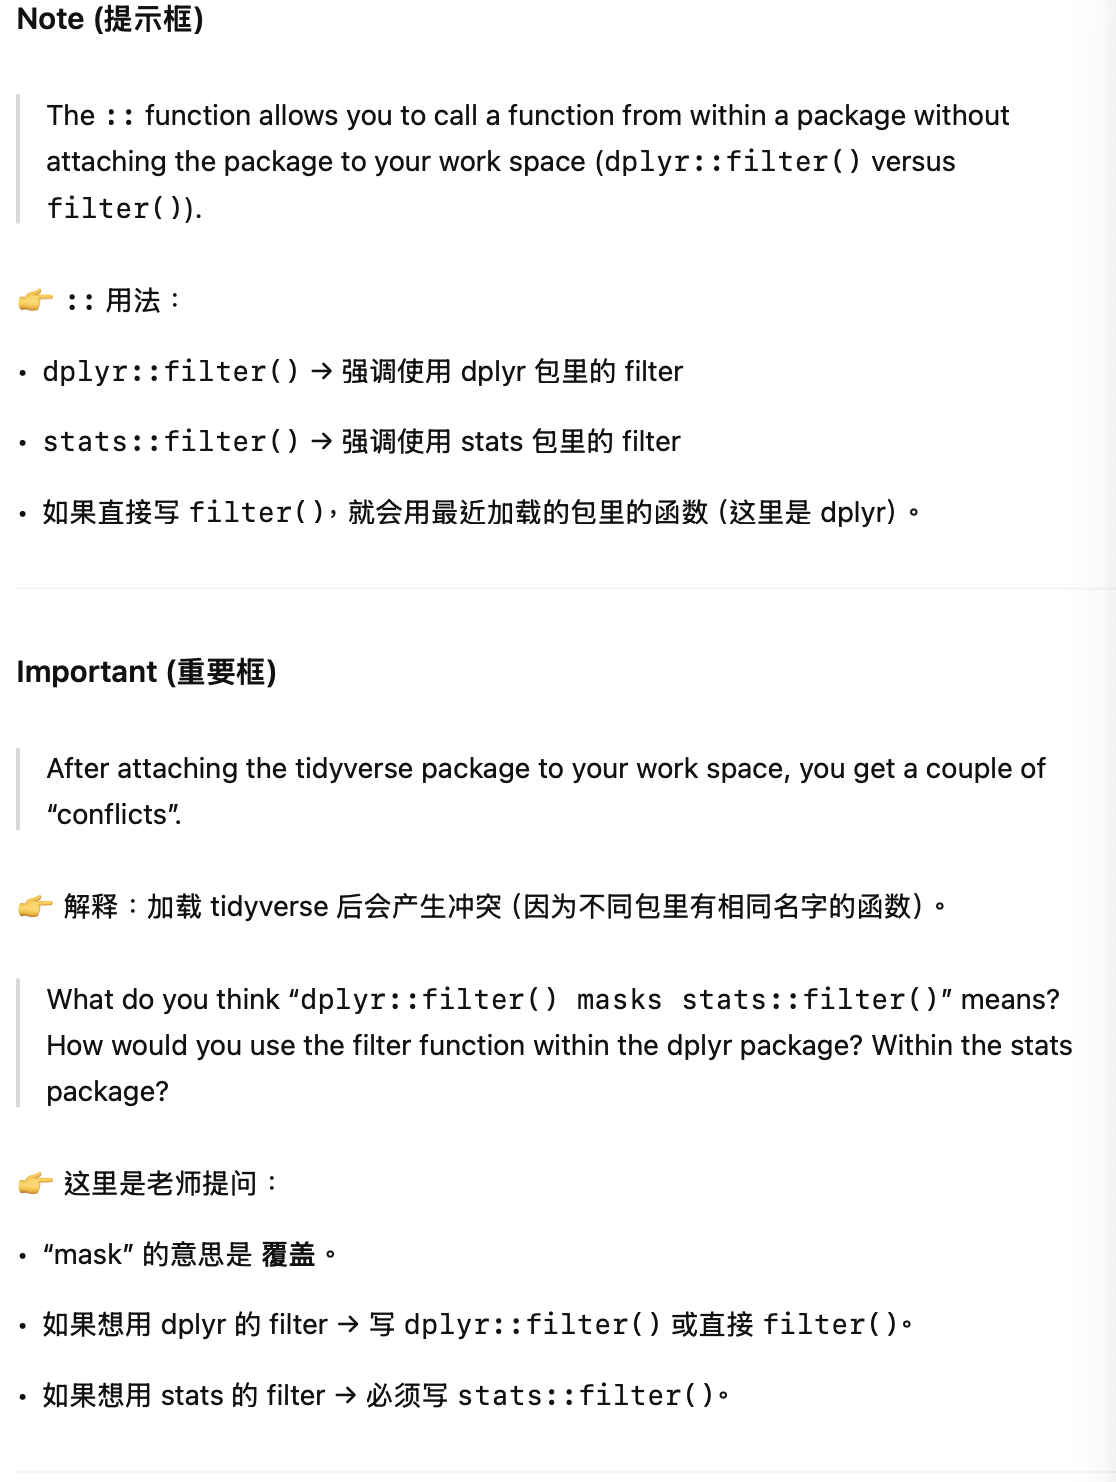 Note (提示框)
The :: function allows you to call a function from within a package without
attaching the package to your work space (dplyr::filter() versus
filter()).
👉 :: 用法：
• dplyr::filter() → 强调使用 dplyr 包里的 filter
• stats::filter() → 强调使用 stats 包里的 filter
• 如果直接写 filter()，就会用最近加载的包里的函数（这里是 dplyr）。
Important (重要框)
After attaching the tidyverse package to your work space, you get a couple of
“conflicts”.
👉 解释：加载 tidyverse 后会产生冲突（因为不同包里有相同名字的函数）。
What do you think “dplyr::filter() masks stats::filter()” means?
How would you use the filter function within the dplyr package? Within the stats
package?
👉 这里是老师提问：
• “mask” 的意思是 覆盖。
• 如果想用 dplyr 的 filter → 写 dplyr::filter() 或直接 filter()。
• 如果想用 stats 的 filter → 必须写 stats::filter()。